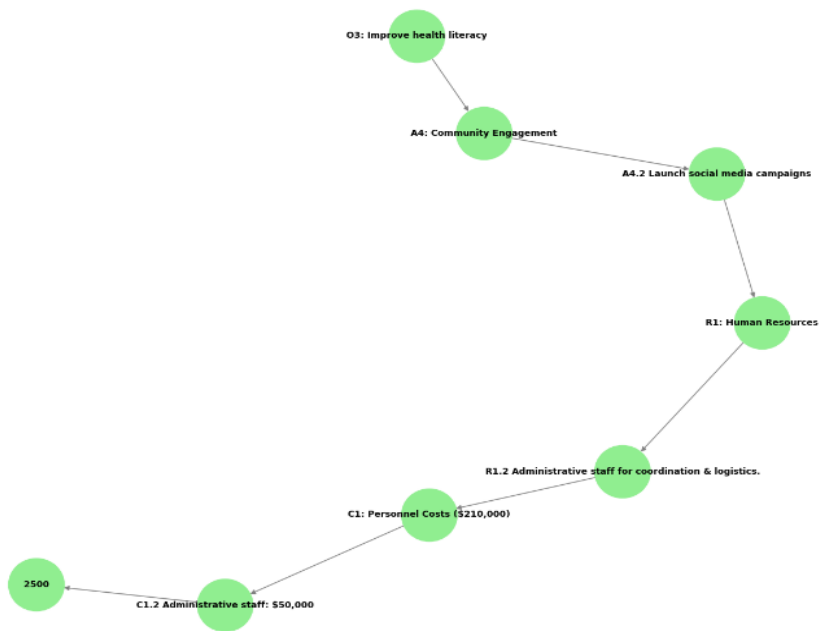 O3: Improve health literacy
A4: Community Engagement
A4.2 Launch social media campaigns
R1: Human Resources
R1.2 Administrative staff for coordination & logistics.
C1: Personnel Costs ($210,000)
2500
C1.2 Administrative staff: $50,000